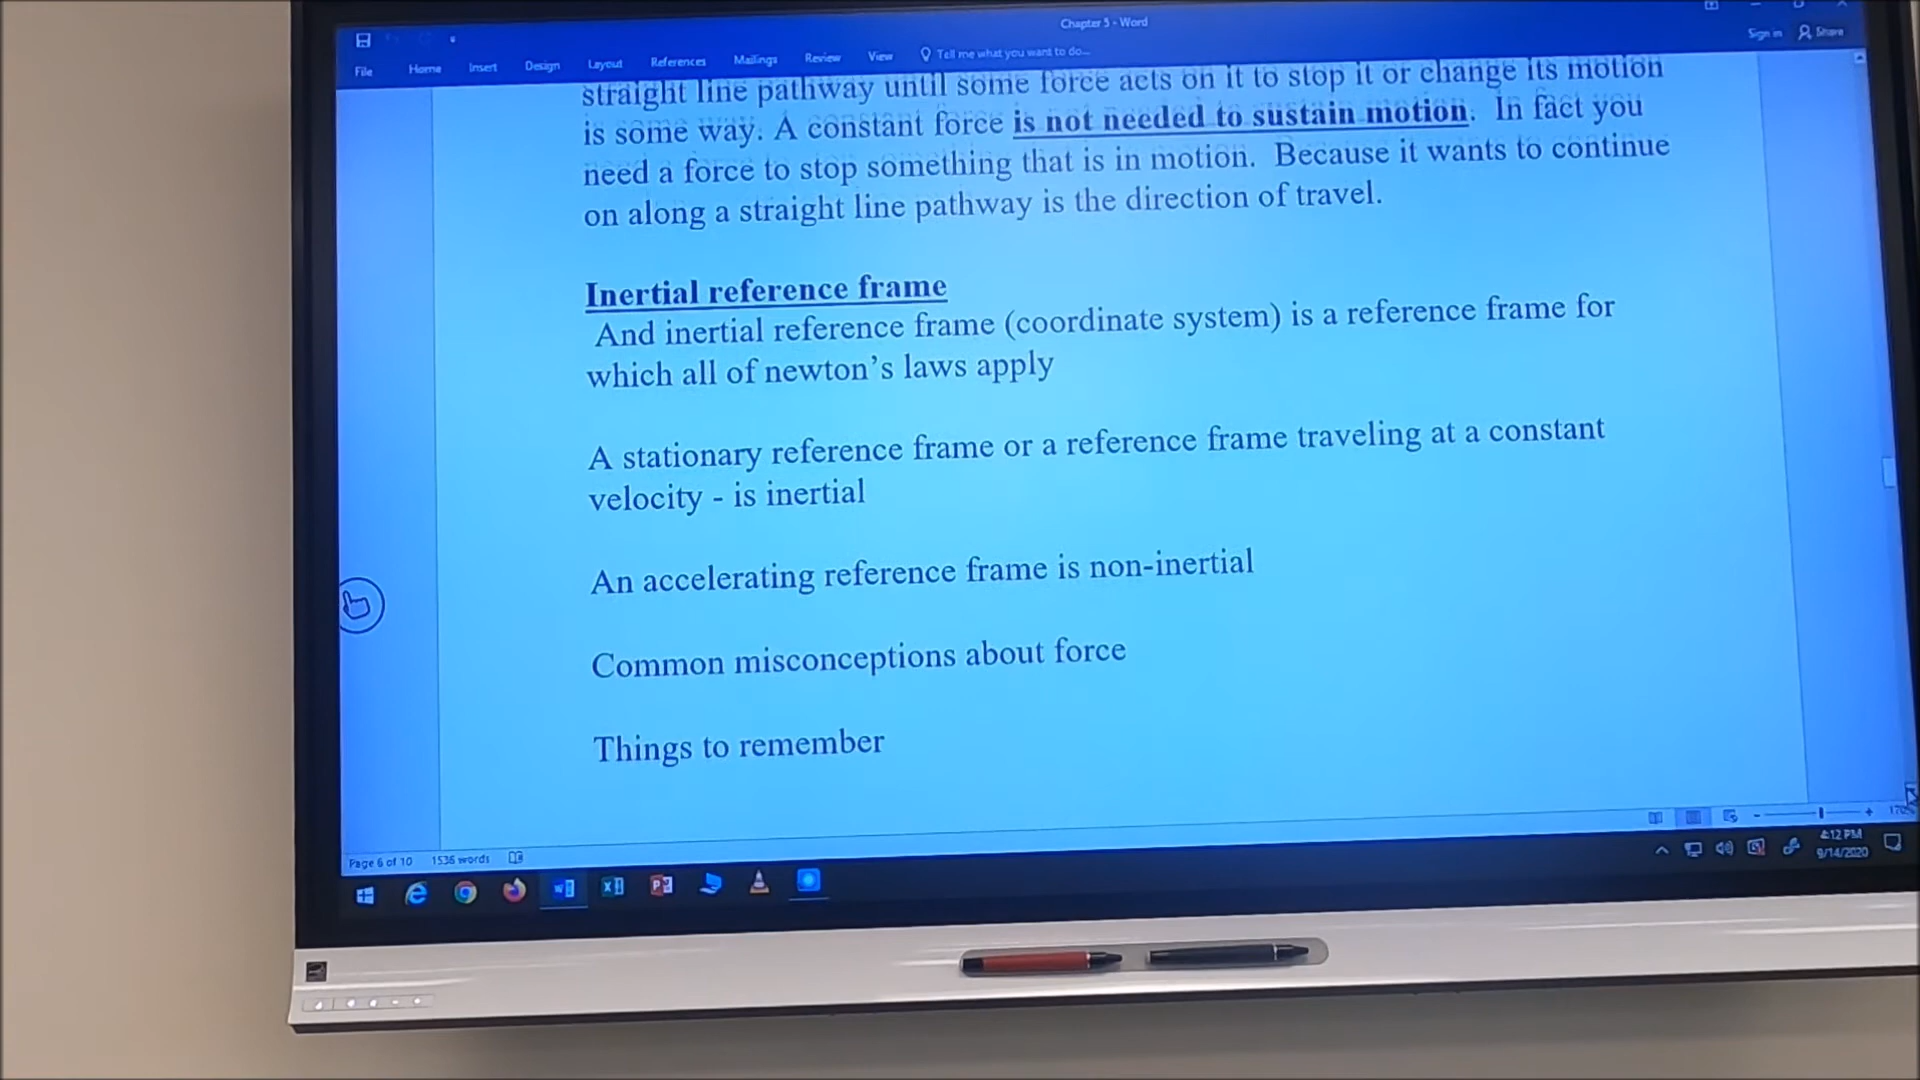 Chapter 5 - Word
Sign in Share
File Home Insert Design Layout References Mailings Review View Tell me what you want to do...
straight line pathway until some force acts on it to stop it or change its motion
is some way. A constant force is not needed to sustain motion. In fact you
need a force to stop something that is in motion. Because it wants to continue
on along a straight line pathway is the direction of travel.
Inertial reference frame
And inertial reference frame (coordinate system) is a reference frame for
which all of newton’s laws apply
A stationary reference frame or a reference frame traveling at a constant
velocity - is inertial
An accelerating reference frame is non-inertial
Common misconceptions about force
Things to remember
Page 6 of 10 1536 words
4:12 PM
9/14/2020